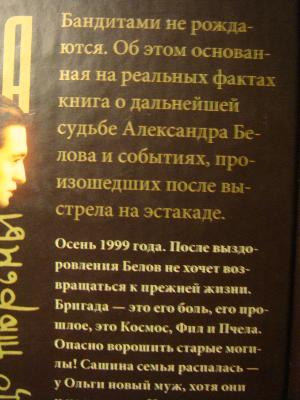 Бандитами не рожда-
ются. Об этом основан-
ная на реальных фактах
книга о дальнейшей
судьбе Александра Бе-
лова и событиях, про-
изошедших после вы-
стрела на эстакаде.
Осень 1999 года. После выздо-
ровления Белов не хочет воз-
вращаться к прежней жизни.
Бригада — это его боль, его про-
шлое, это Космос, Фил и Пчела.
Опасно ворошить старые моги-
лы! Сашина семья распалась —
у Ольги новый муж, хотя они
Я
до тюрьмы